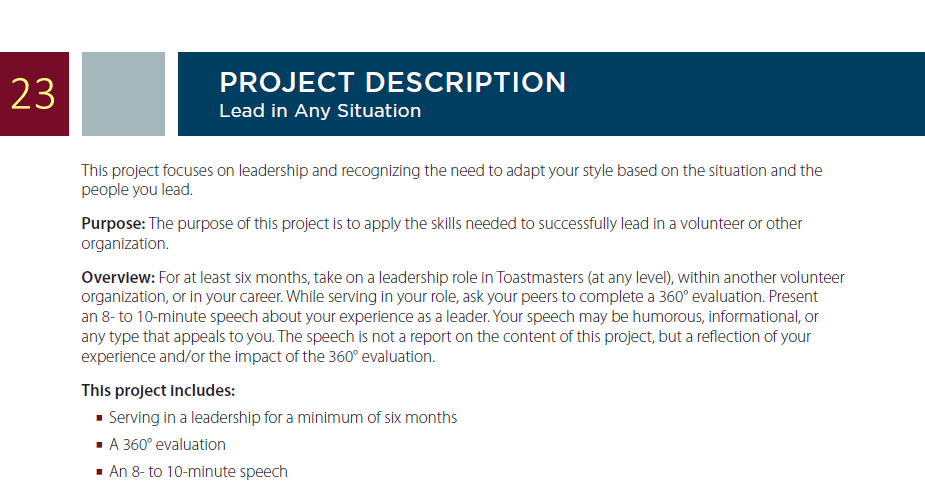 23
PROJECT DESCRIPTION
Lead in Any Situation
This project focuses on leadership and recognizing the need to adapt your style based on the situation and the
people you lead.
Purpose: The purpose of this project is to apply the skills needed to successfully lead in a volunteer or other
organization.
Overview: For at least six months, take on a leadership role in Toastmasters (at any level), within another volunteer
organization, or in your career. While serving in your role, ask your peers to complete a 360° evaluation. Present
an 8- to 10-minute speech about your experience as a leader. Your speech may be humorous, informational, or
any type that appeals to you. The speech is not a report on the content of this project, but a reflection of your
experience and/or the impact of the 360° evaluation.
This project includes:
▪ Serving in a leadership for a minimum of six months
▪ A 360° evaluation
▪ An 8- to 10-minute speech